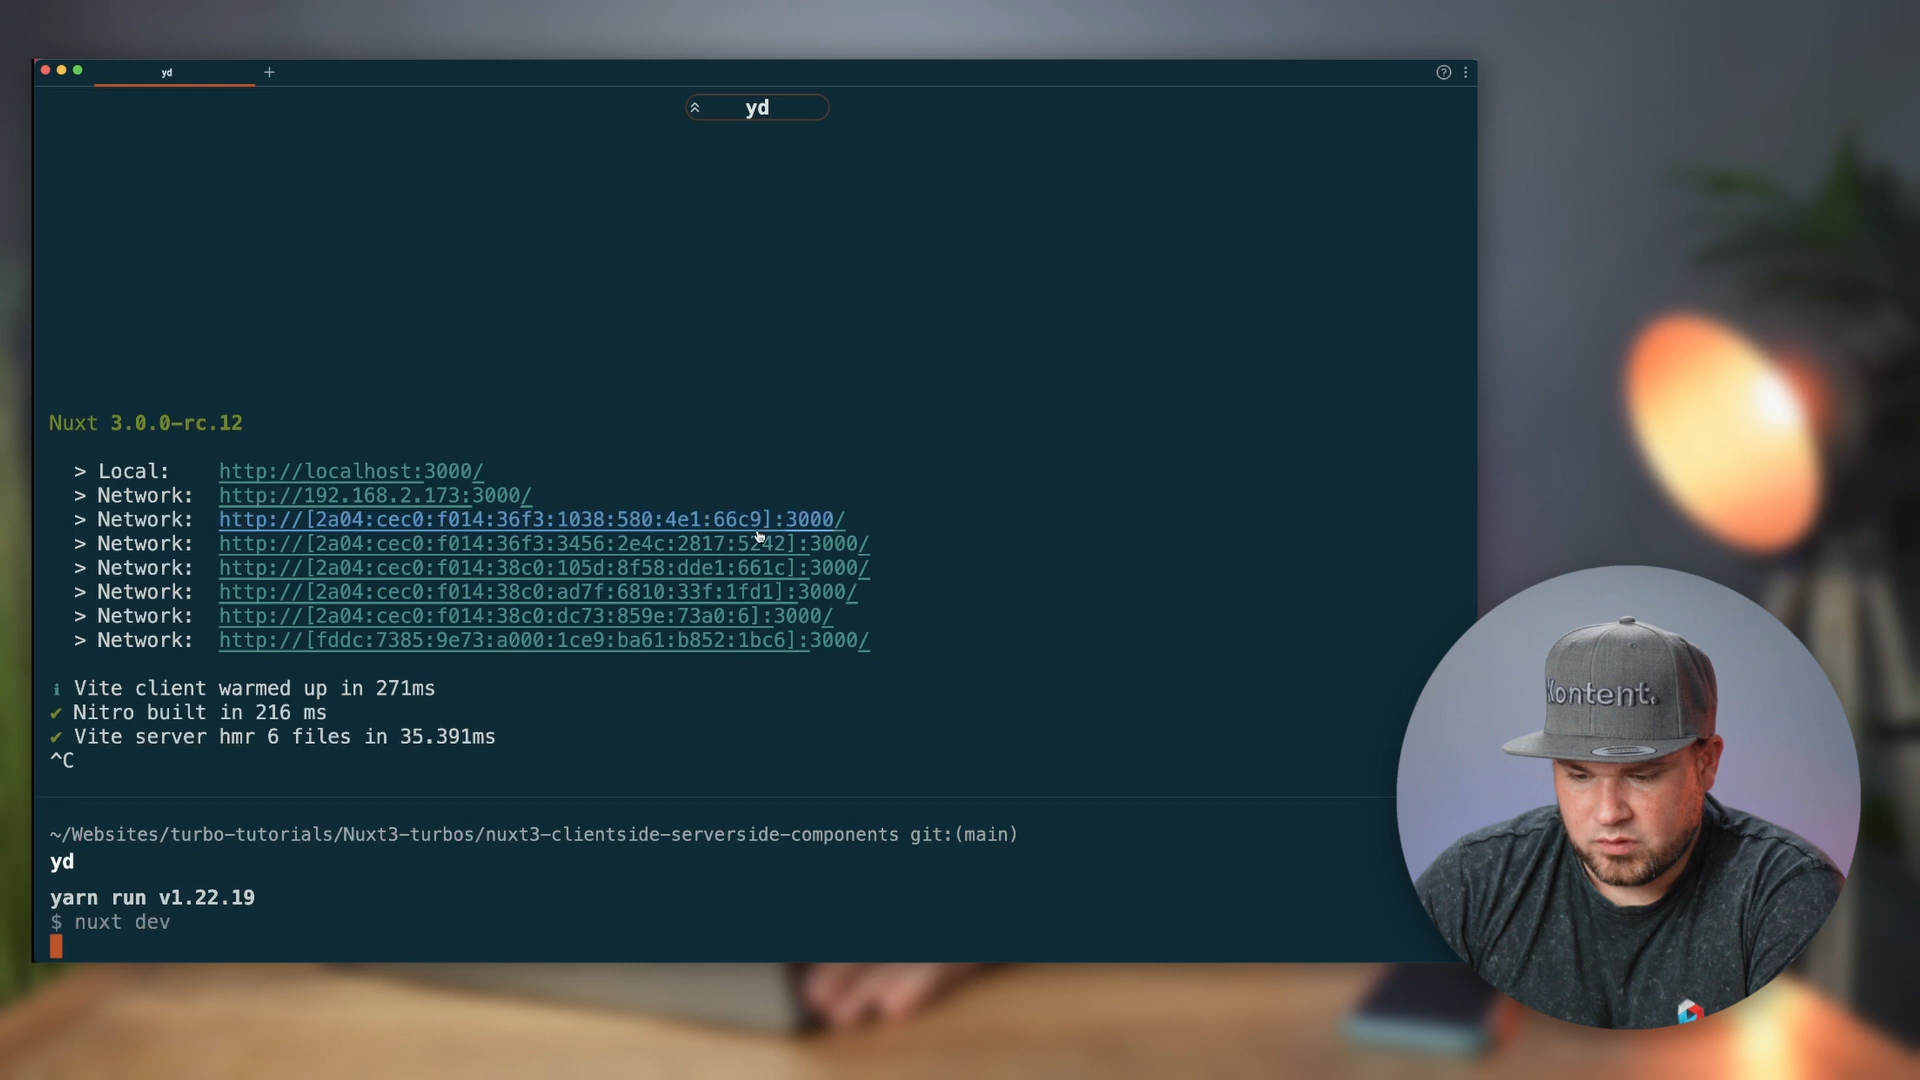 yd
yd
Nuxt 3.0.0-rc.12
> Local: http://localhost:3000/
> Network: http://192.168.2.173:3000/
> Network: http://[2a04:cec0:f014:36f3:1038:580:4e1:66c9]:3000/
> Network: http://[2a04:cec0:f014:36f3:3456:2e4c:2817:5242]:3000/
> Network: http://[2a04:cec0:f014:38c0:105d:8f58:dde1:661c]:3000/
> Network: http://[2a04:cec0:f014:38c0:ad7f:6810:33f:1fd1]:3000/
> Network: http://[2a04:cec0:f014:38c0:dc73:859e:73a0:6]:3000/
> Network: http://[fddc:7385:9e73:a000:1ce9:ba61:b852:1bc6]:3000/
ℹ Vite client warmed up in 271ms
✔ Nitro built in 216 ms
✔ Vite server hmr 6 files in 35.391ms
^C
~/Websites/turbo-tutorials/Nuxt3-turbos/nuxt3-clientside-serverside-components git:(main)
yd
yarn run v1.22.19
$ nuxt dev
Kontent.